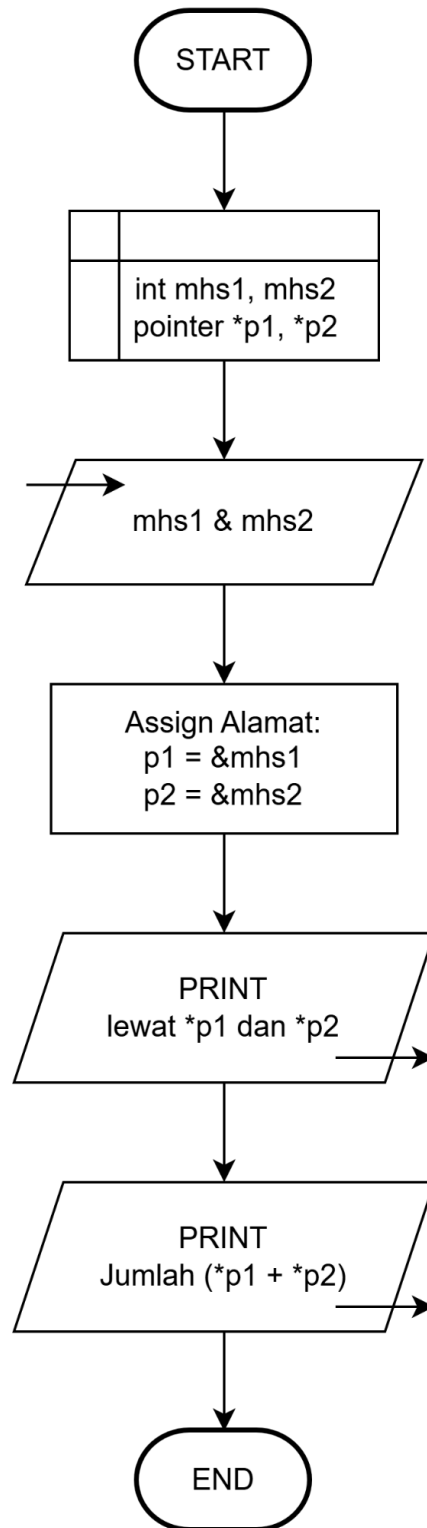 START
int mhs1, mhs2
pointer *p1, *p2
mhs1 & mhs2
Assign Alamat:
p1 = &mhs1
p2 = &mhs2
PRINT
lewat *p1 dan *p2
PRINT
Jumlah (*p1 + *p2)
END